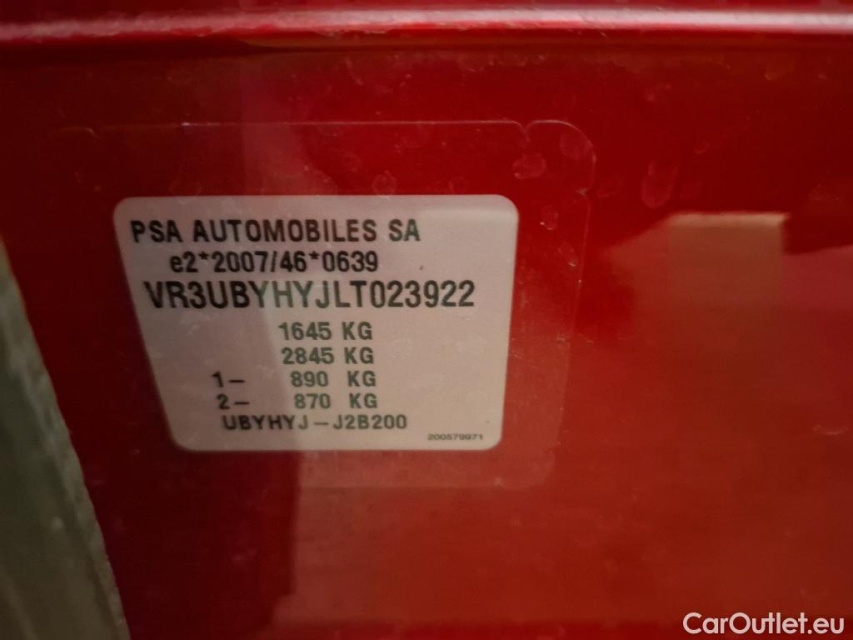 PSA AUTOMOBILES SA
e2*2007/46*0639
VR3UBYHYJLT023922
1645 KG
2845 KG
1- 890 KG
2- 870 KG
UBYHYJ-J2B200
200579971
CarOutlet.eu